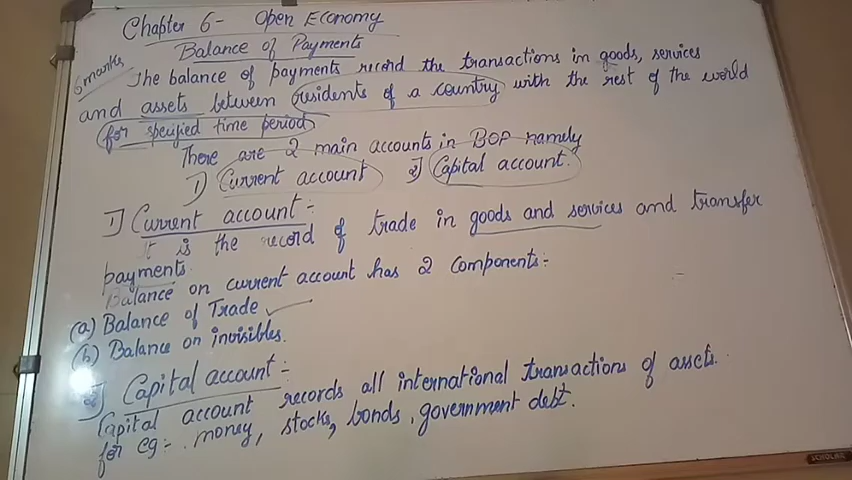 Chapter 6- Open Economy
Balance of Payments
6 marks
The balance of payments record the transactions in goods, services
and assets between residents of a country with the rest of the world
for specified time period
There are 2 main accounts in BOP namely
1) Current account 2) Capital account.
1) Current account :-
It is the record of trade in goods and services and transfer
payments
Balance on current account has 2 components :-
(a) Balance of Trade
(b) Balance on invisibles.
2) Capital account :-
Capital account records all international transactions of assets.
for eg :- money, stocks, bonds, government debt.
SCHOLAR